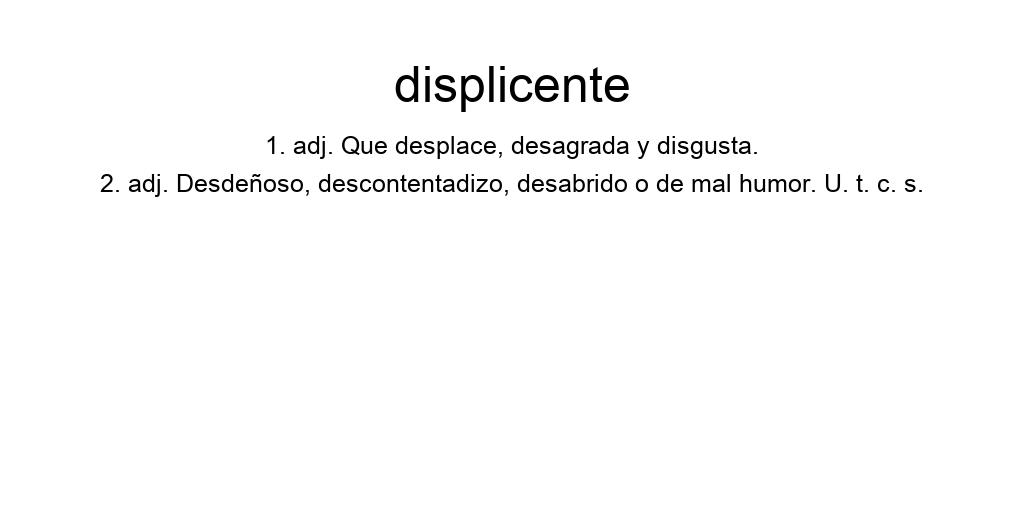 displicente
1. adj. Que desplace, desagrada y disgusta.
2. adj. Desdeñoso, descontentadizo, desabrido o de mal humor. U. t. c. s.